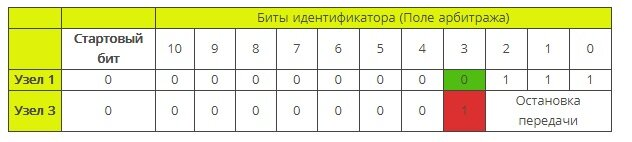 Биты идентификатора (Поле арбитража)
Стартовый бит 10 9 8 7 6 5 4 3 2 1 0
Узел 1 0 0 0 0 0 0 0 0 0 1 1 1
Узел 3 0 0 0 0 0 0 0 0 1 Остановка передачи